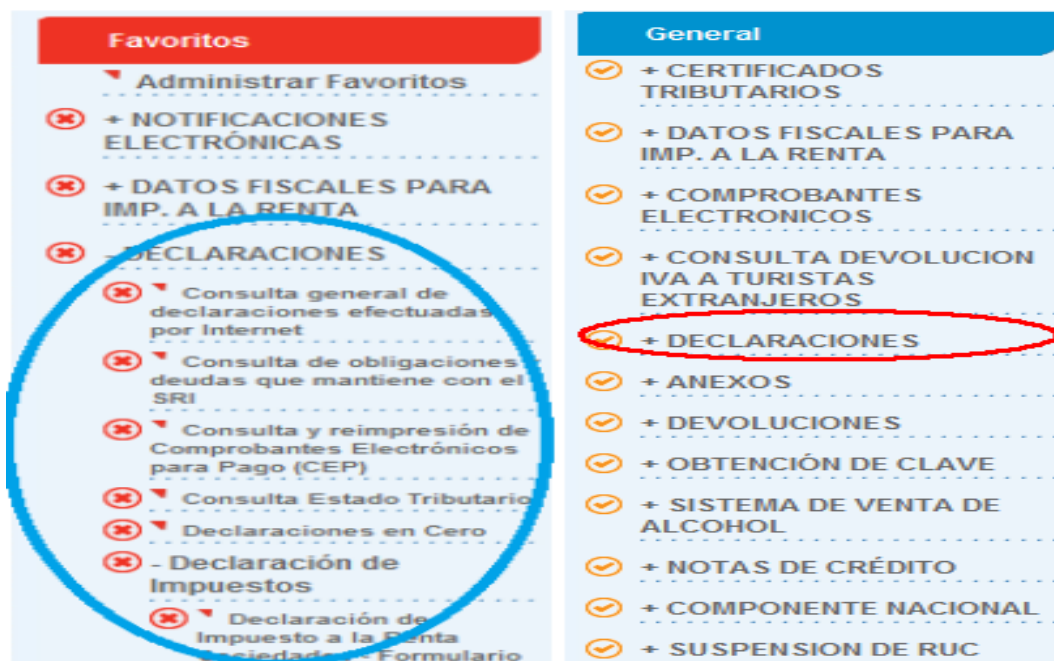 Favoritos
Administrar Favoritos
+ NOTIFICACIONES
ELECTRÓNICAS
+ DATOS FISCALES PARA
IMP. A LA RENTA
- DECLARACIONES
Consulta general de
declaraciones efectuadas
por Internet
Consulta de obligaciones
deudas que mantiene con el
SRI
Consulta y reimpresión de
Comprobantes Electrónicos
para Pago (CEP)
Consulta Estado Tributario
Declaraciones en Cero
- Declaración de
Impuestos
Declaración de
Impuesto a la Renta
Sociedades - Formulario
General
+ CERTIFICADOS
TRIBUTARIOS
+ DATOS FISCALES PARA
IMP. A LA RENTA
+ COMPROBANTES
ELECTRONICOS
+ CONSULTA DEVOLUCION
IVA A TURISTAS
EXTRANJEROS
+ DECLARACIONES
+ ANEXOS
+ DEVOLUCIONES
+ OBTENCIÓN DE CLAVE
+ SISTEMA DE VENTA DE
ALCOHOL
+ NOTAS DE CRÉDITO
+ COMPONENTE NACIONAL
+ SUSPENSION DE RUC